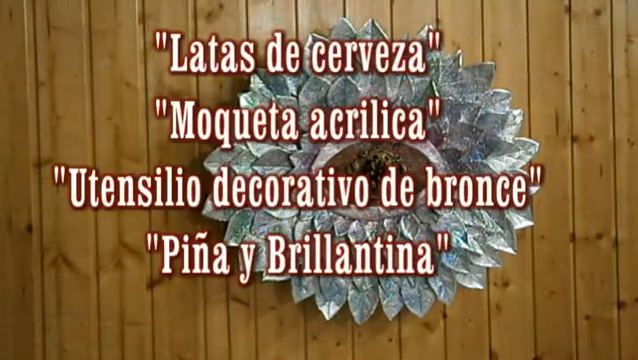 "Latas de cerveza"
"Moqueta acrilica"
"Utensilio decorativo de bronce"
"Piña y Brillantina"